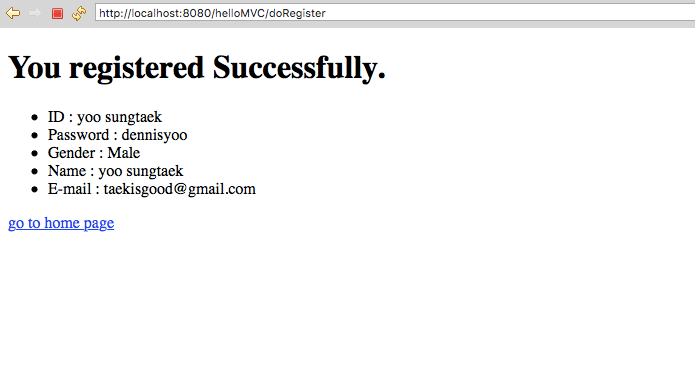 http://localhost:8080/helloMVC/doRegister
You registered Successfully.
• ID : yoo sungtaek
• Password : dennisyoo
• Gender : Male
• Name : yoo sungtaek
• E-mail : taekisgood@gmail.com
go to home page